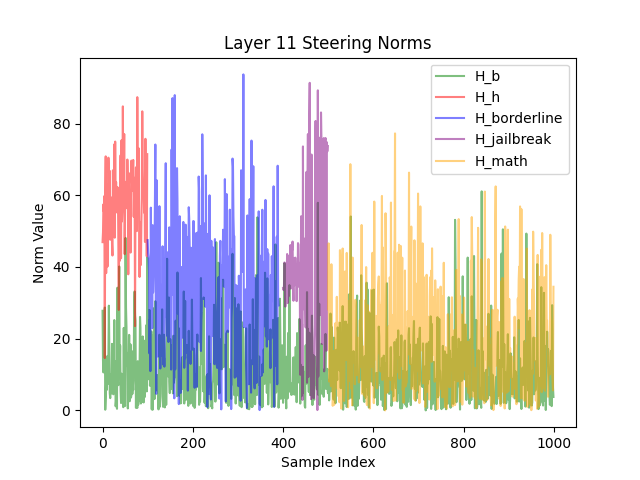 Layer 11 Steering Norms
H_b
H_h
H_borderline
H_jailbreak
H_math
Norm Value
80
60
40
20
0
0 200 400 600 800 1000
Sample Index